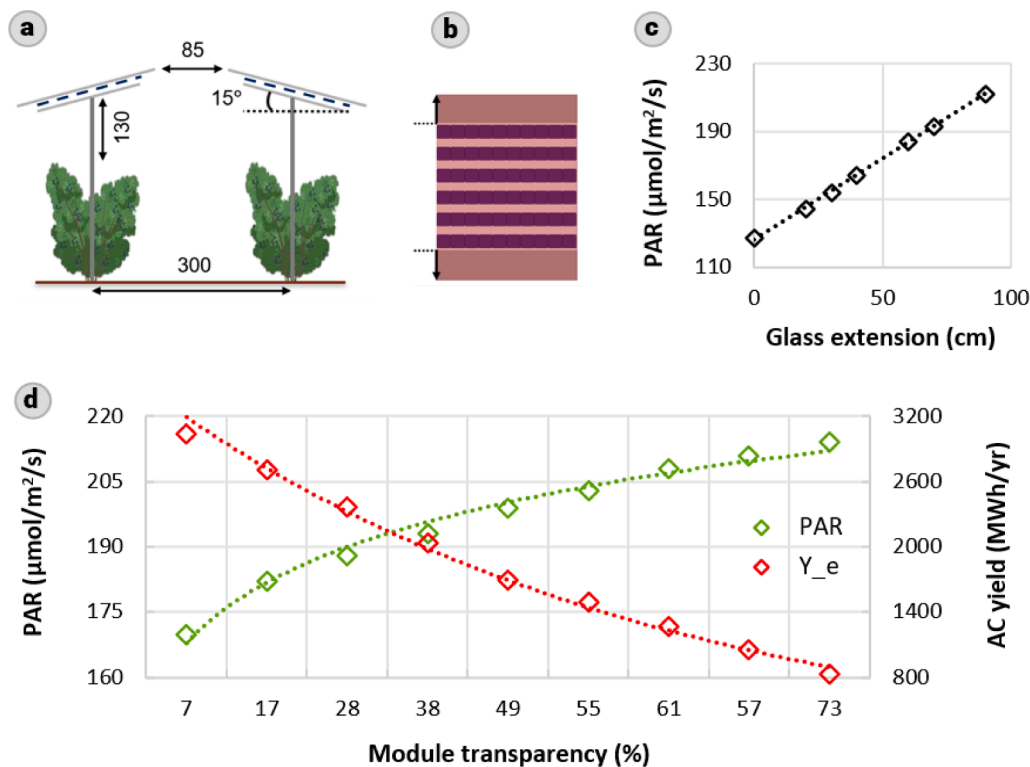 a
85
15°
130
300
b
c
PAR (µmol/m²/s)
230
190
150
110
0
50
100
Glass extension (cm)
d
PAR (µmol/m²/s)
220
205
190
175
160
3200
2600
2000
1400
800
AC yield (MWh/yr)
PAR
Y_e
7 17 28 38 49 55 61 57 73
Module transparency (%)